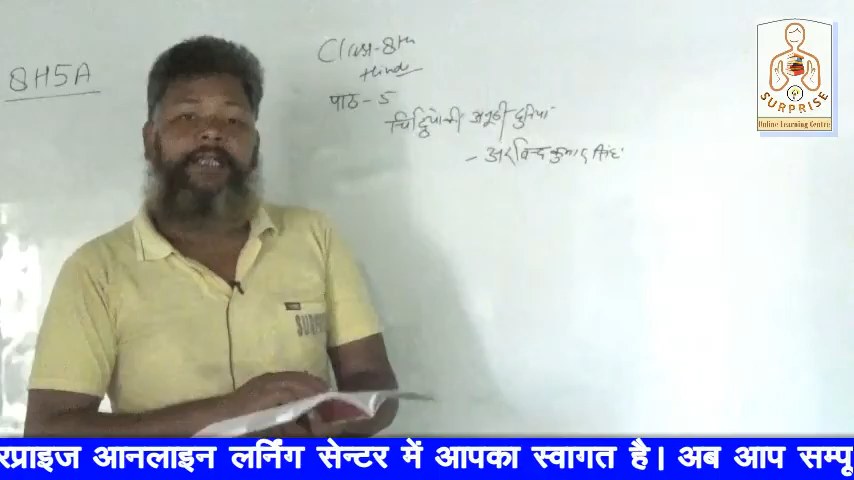 8H5A
Class-8th
Hindi
पाठ-5
चिट्ठियों की अनूठी दुनिया
- अरविन्द कुमार सिंह
SURPRISE
Online Learning Centre
रप्राइज आनलाइन लर्निंग सेन्टर में आपका स्वागत है। अब आप सम्पू